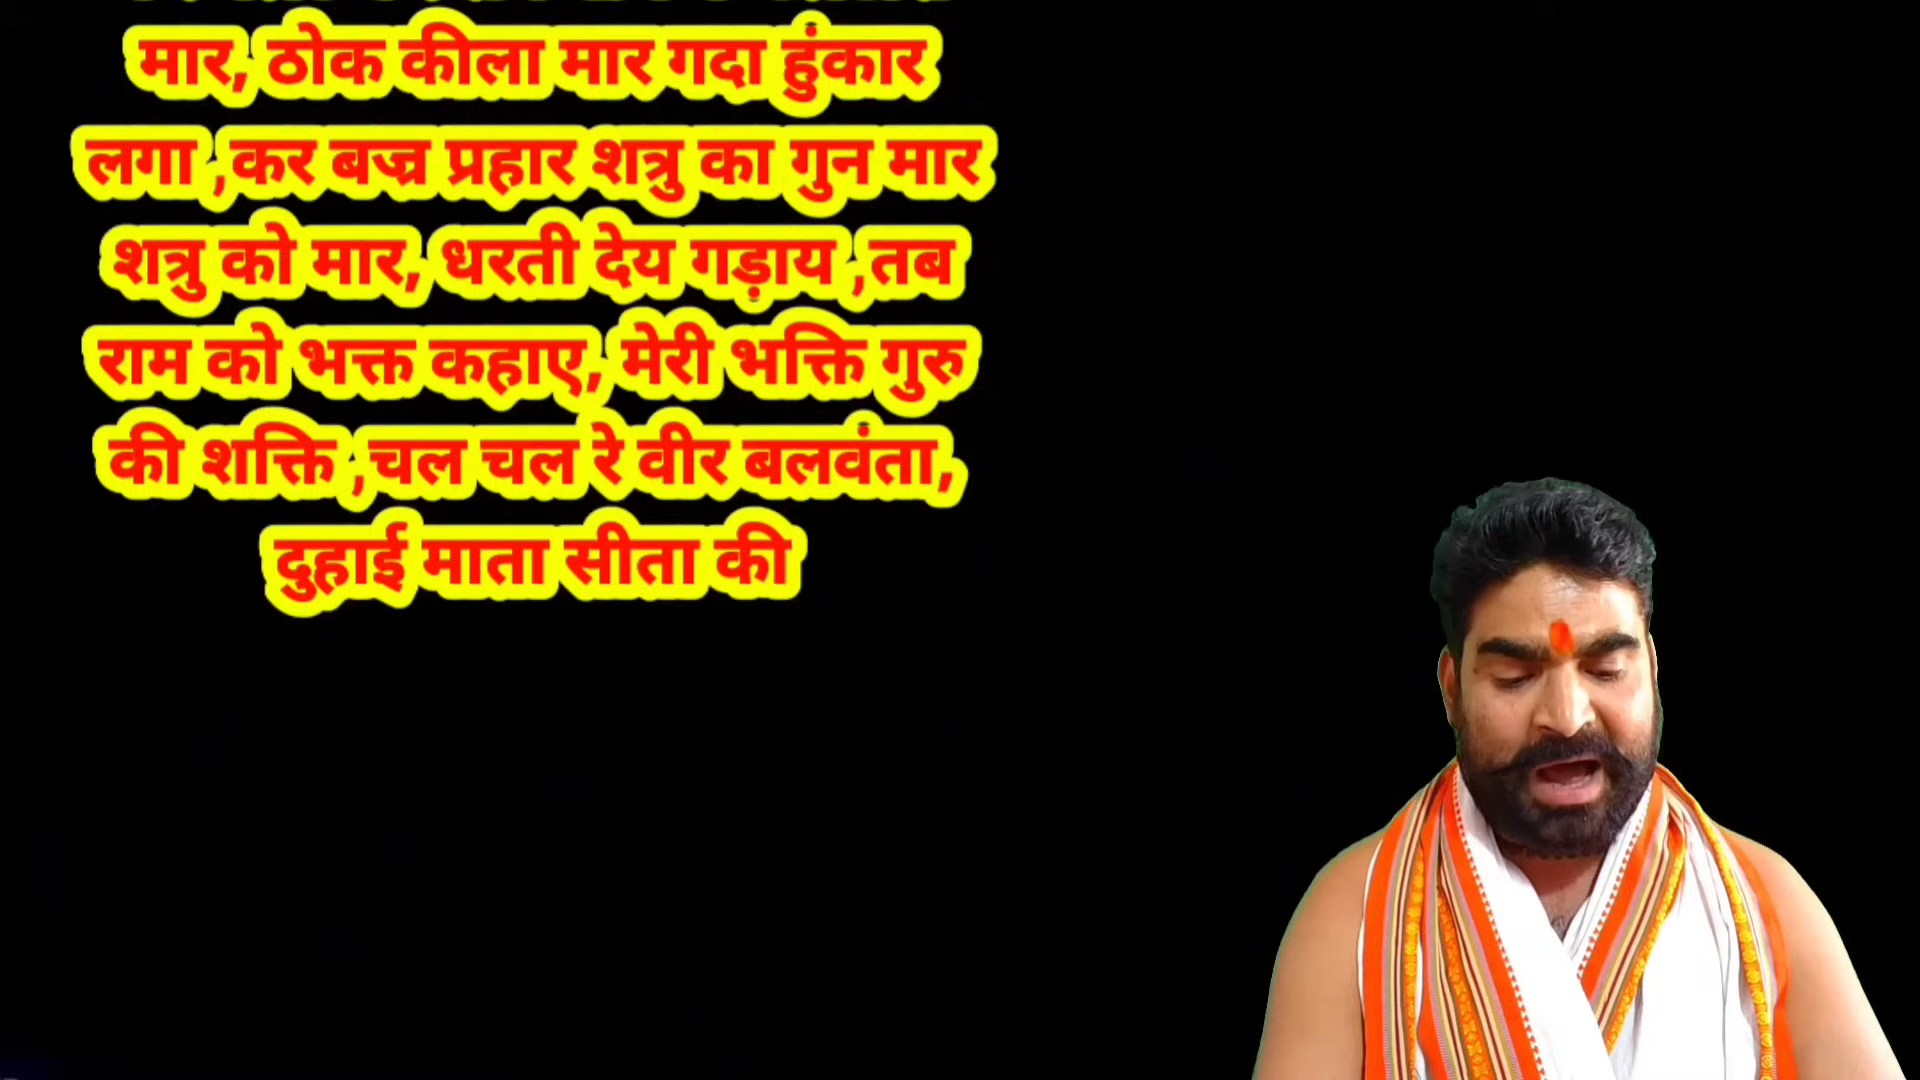 मार, ठोक कीला मार गदा हुंकार
लगा ,कर बज्र प्रहार शत्रु का गुन मार
शत्रु को मार, धरती देय गड़ाय ,तब
राम को भक्त कहाए, मेरी भक्ति गुरु
की शक्ति ,चल चल रे वीर बलवंता,
दुहाई माता सीता की